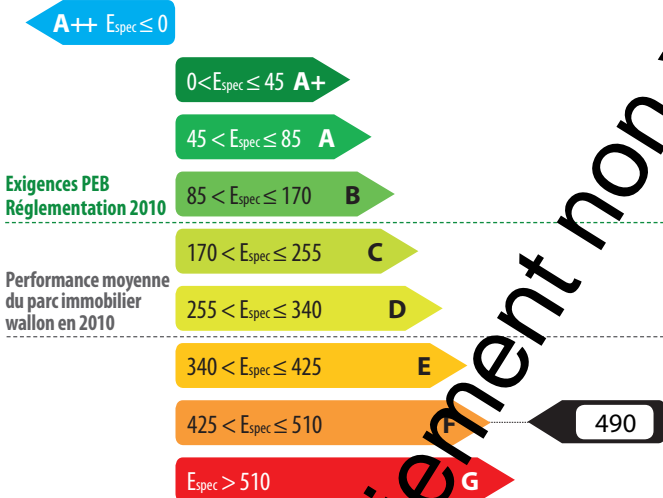 A++ Espec ≤ 0
0<Espec ≤ 45 A+
45 < Espec ≤ 85 A
Exigences PEB
Réglementation 2010
85 < Espec ≤ 170 B
170 < Espec ≤ 255 C
Performance moyenne
du parc immobilier
wallon en 2010
255 < Espec ≤ 340 D
340 < Espec ≤ 425 E
425 < Espec ≤ 510 F
490
Espec > 510 G
non